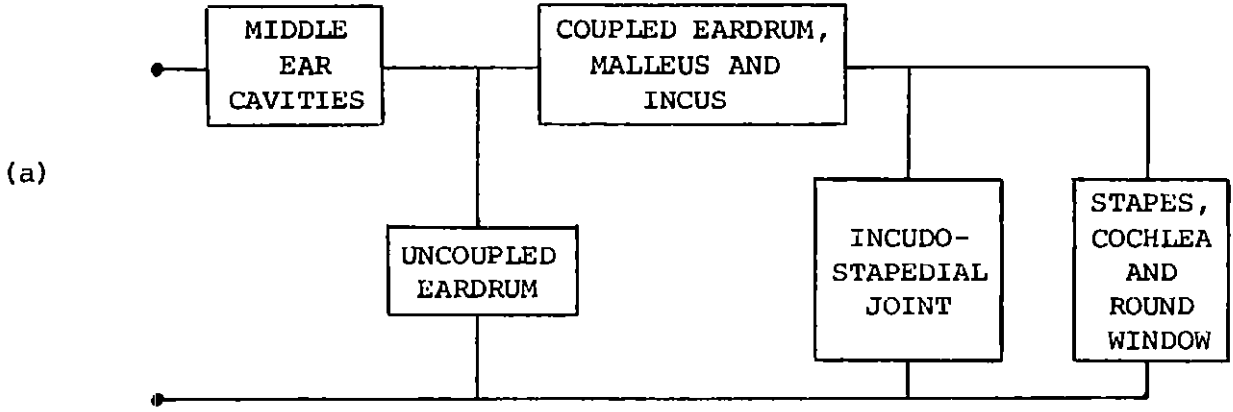 MIDDLE
EAR
CAVITIES
COUPLED EARDRUM,
MALLEUS AND
INCUS
(a)
UNCOUPLED
EARDRUM
INCUDO-
STAPEDIAL
JOINT
STAPES,
COCHLEA
AND
ROUND
WINDOW